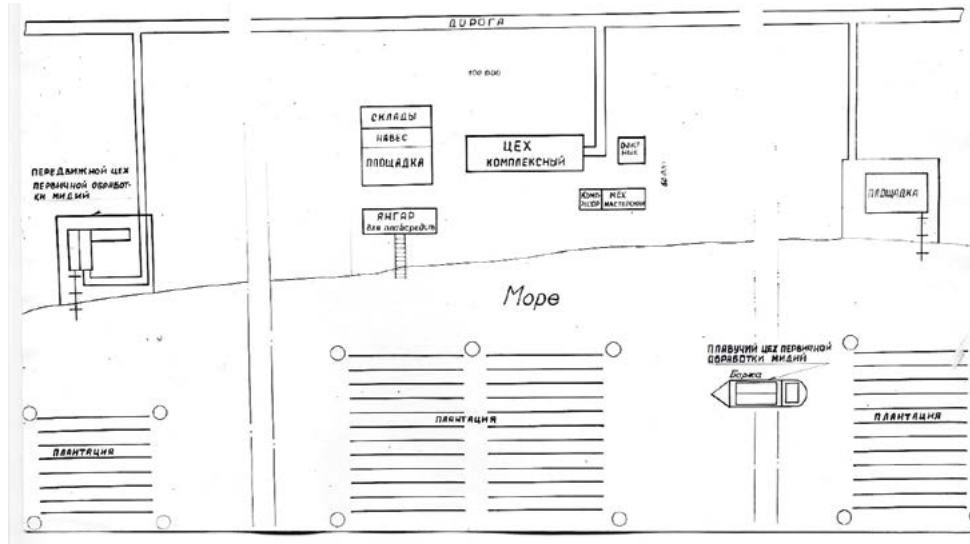 ДОРОГА
СКЛАДЫ
НАВЕС
ПЛОЩАДКА
ЦЕХ
КОМПЛЕКСНЫЙ
ПЕРЕДВИЖНОЙ ЦЕХ
ПЕРВИЧНОЙ ОБРАБОТ-
КИ МИДИЙ
МЕХ
МАСТЕРСКИЕ
ПЛОЩАДКА
АНГАР
для плавсредств
Море
ПЛАВУЧИЙ ЦЕХ ПЕРВИЧНОЙ
ОБРАБОТКИ МИДИЙ
Баржа
ПЛАНТАЦИЯ
ПЛАНТАЦИЯ
ПЛАНТАЦИЯ